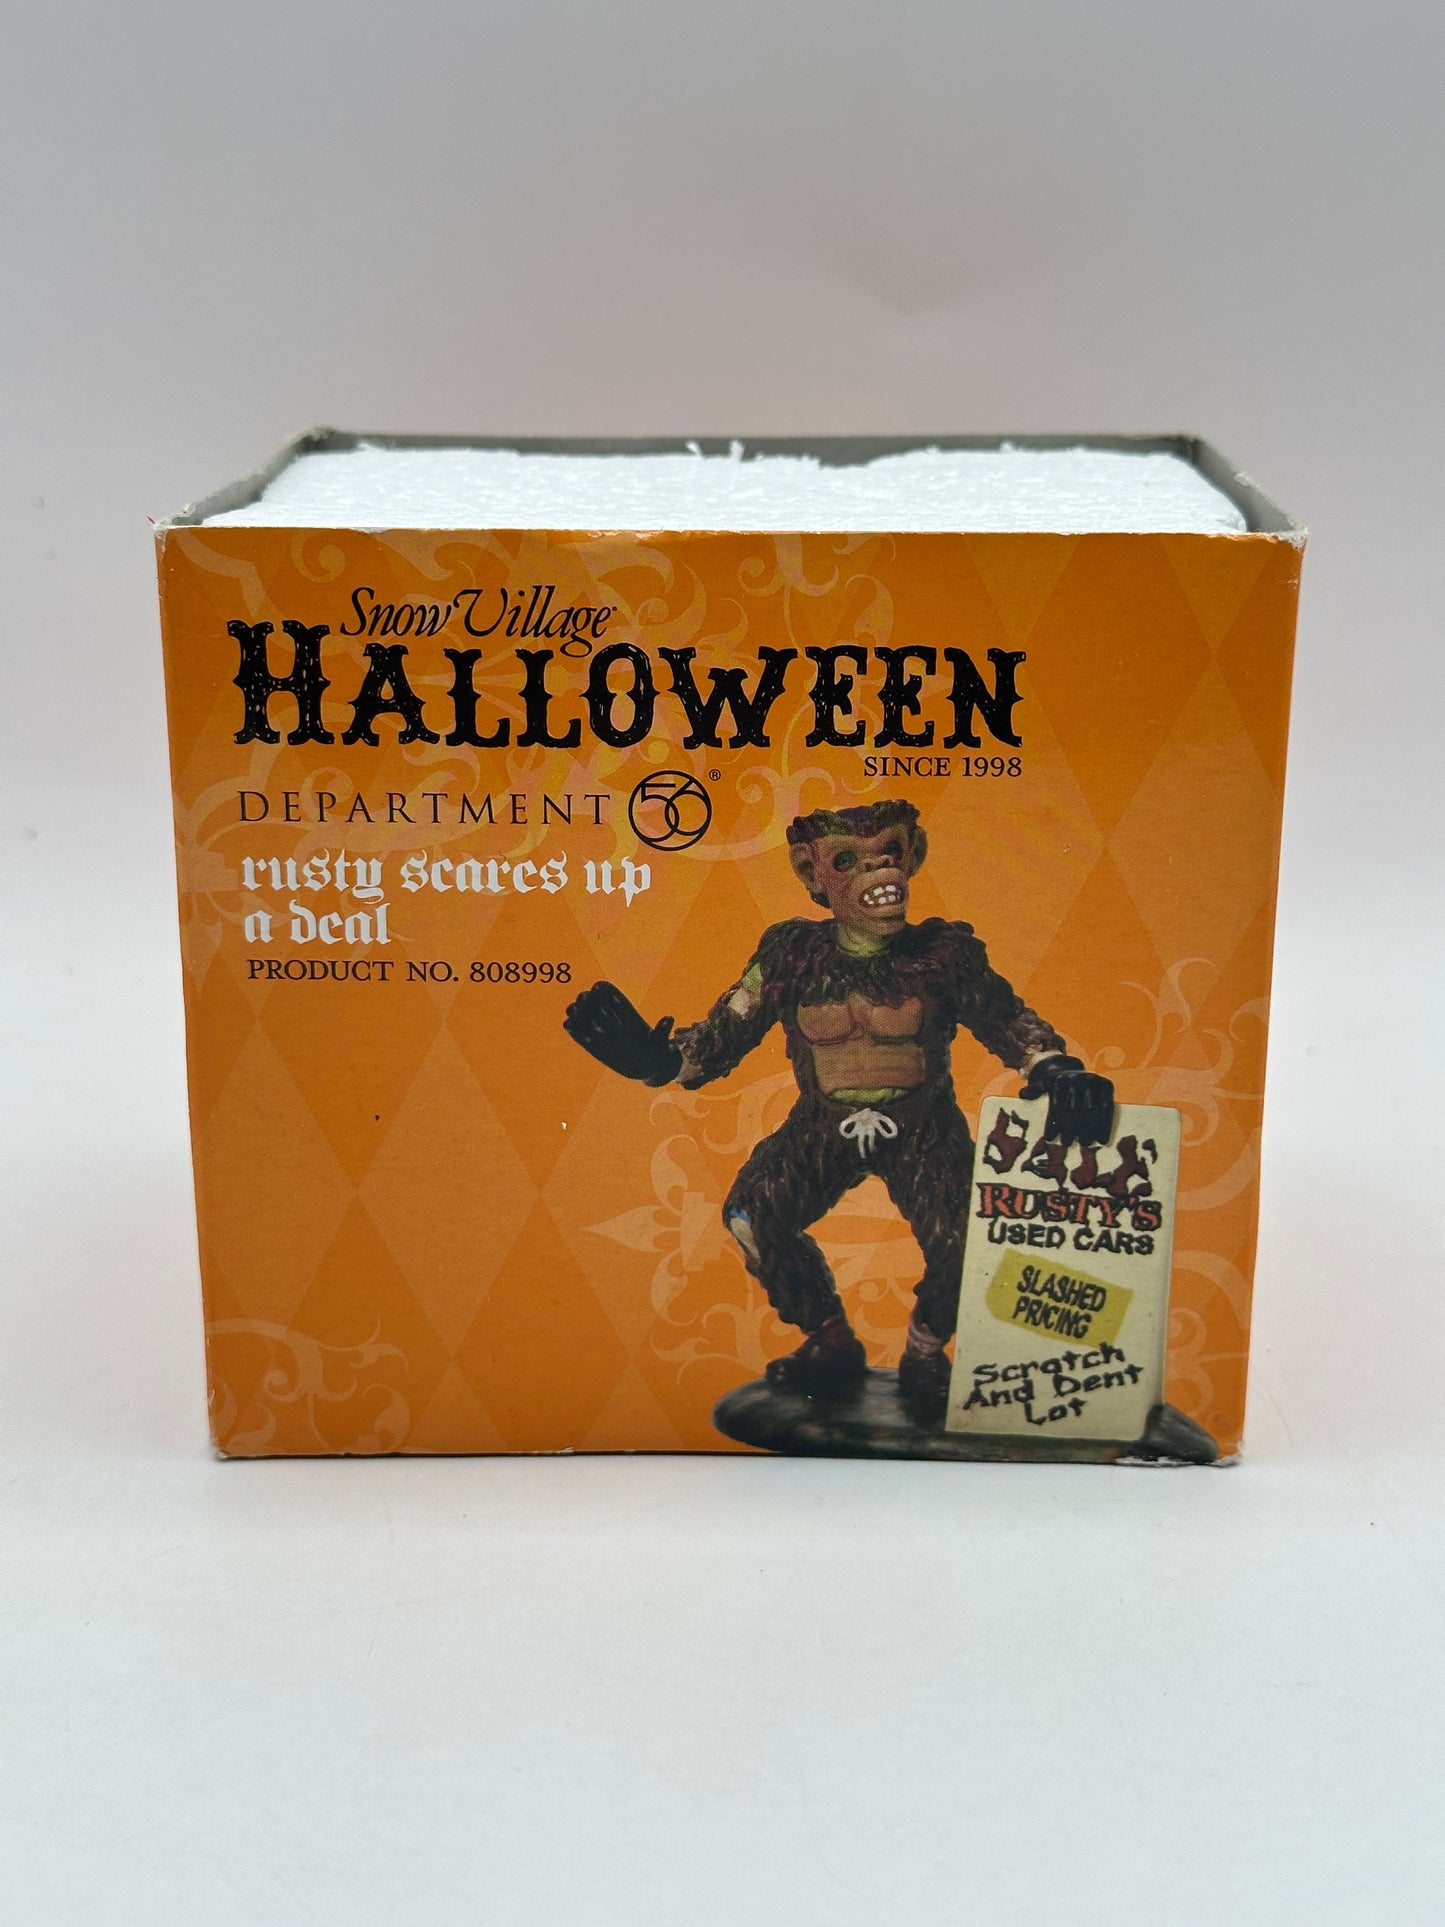 Snow Village
HALLOWEEN
SINCE 1998
DEPARTMENT 56®
rusty scares up
a deal
PRODUCT NO. 808998
SALE
RUSTY'S
USED CARS
SLASHED
PRICING
Scratch
And Dent
Lot